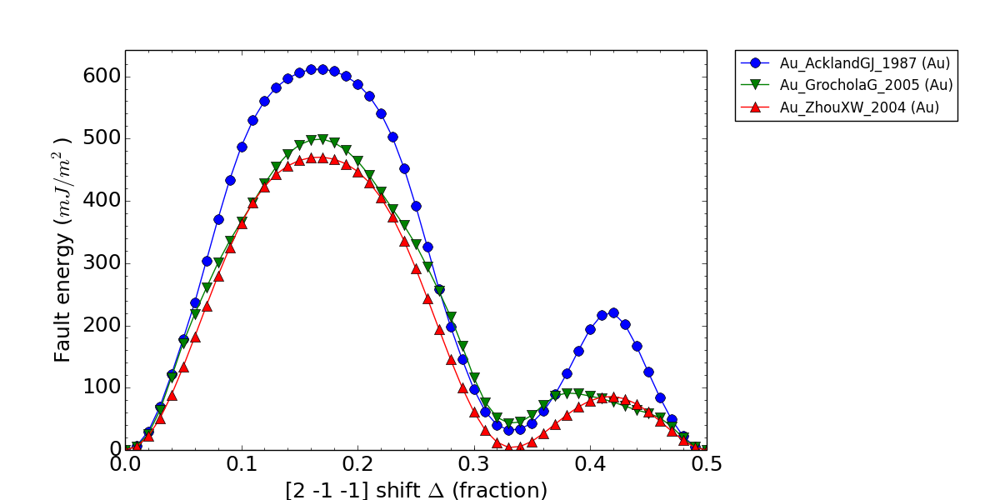 600
500
400
300
200
100
0
Fault energy (mJ/m²)
0.0 0.1 0.2 0.3 0.4 0.5
[2 -1 -1] shift Δ (fraction)
Au_AcklandGJ_1987 (Au)
Au_GrocholaG_2005 (Au)
Au_ZhouXW_2004 (Au)